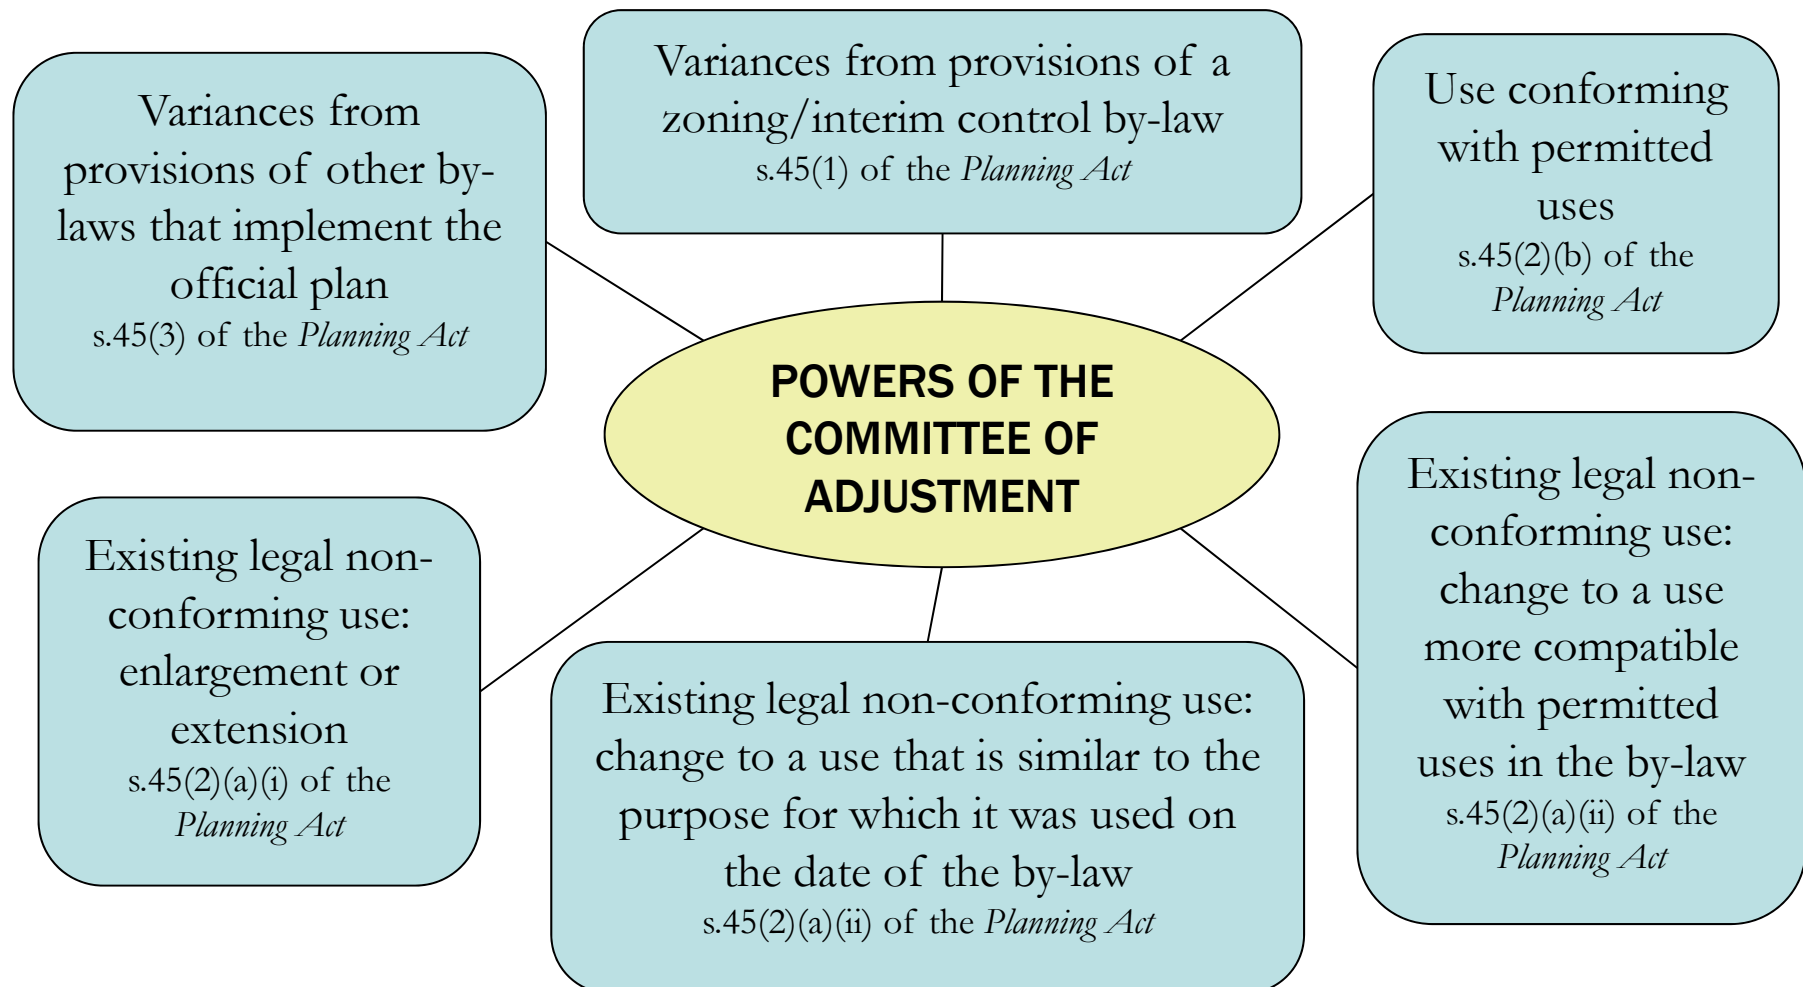 Variances from
provisions of other by-
laws that implement the
official plan
s.45(3) of the Planning Act
Variances from provisions of a
zoning/interim control by-law
s.45(1) of the Planning Act
Use conforming
with permitted
uses
s.45(2)(b) of the
Planning Act
POWERS OF THE
COMMITTEE OF
ADJUSTMENT
Existing legal non-
conforming use:
enlargement or
extension
s.45(2)(a)(i) of the
Planning Act
Existing legal non-conforming use:
change to a use that is similar to the
purpose for which it was used on
the date of the by-law
s.45(2)(a)(ii) of the Planning Act
Existing legal non-
conforming use:
change to a use
more compatible
with permitted
uses in the by-law
s.45(2)(a)(ii) of the
Planning Act